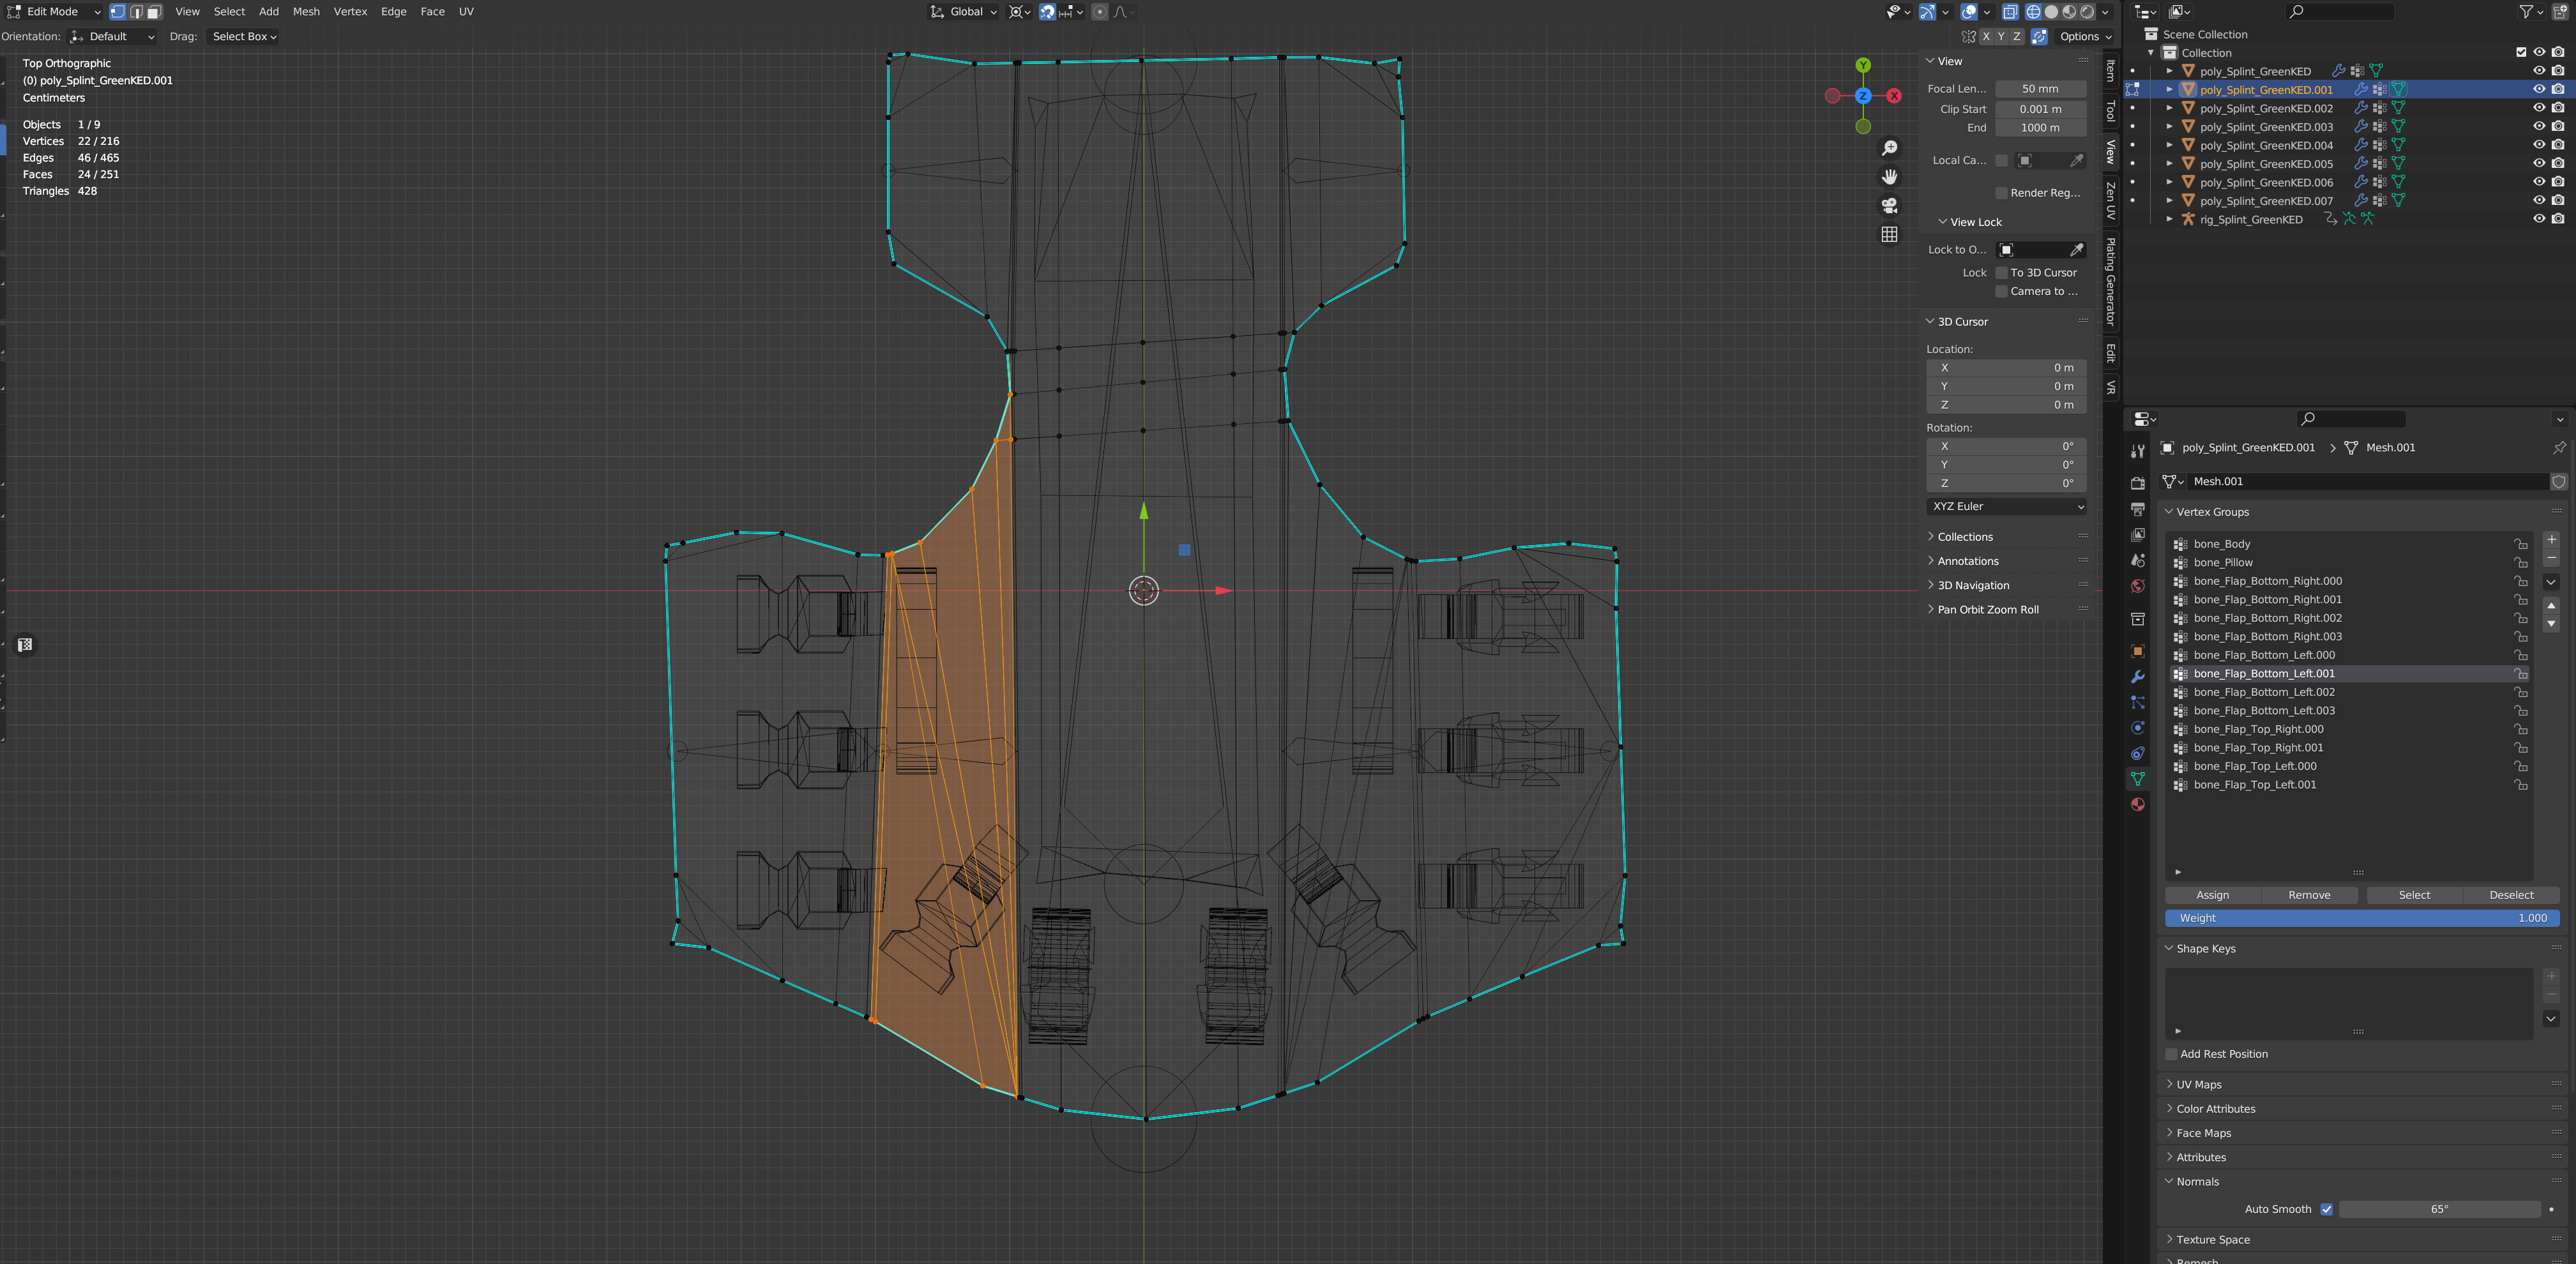 Edit Mode View Select Add Mesh Vertex Edge Face UV Global
Orientation: Default Drag: Select Box X Y Z Options
Top Orthographic
(0) poly_Splint_GreenKED.001
Centimeters
Objects 1 / 9
Vertices 22 / 216
Edges 46 / 465
Faces 24 / 251
Triangles 428
Y
Z
X
View
Focal Len... 50 mm
Clip Start 0.001 m
End 1000 m
Local Ca...
Render Reg...
View Lock
Lock to O...
Lock To 3D Cursor
Camera to ...
3D Cursor
Location:
X 0 m
Y 0 m
Z 0 m
Rotation:
X 0°
Y 0°
Z 0°
XYZ Euler
Collections
Annotations
3D Navigation
Pan Orbit Zoom Roll
Item
Tool
View
Zen UV
Plating Generator
Edit
VR
Scene Collection
Collection
poly_Splint_GreenKED
poly_Splint_GreenKED.001
poly_Splint_GreenKED.002
poly_Splint_GreenKED.003
poly_Splint_GreenKED.004
poly_Splint_GreenKED.005
poly_Splint_GreenKED.006
poly_Splint_GreenKED.007
rig_Splint_GreenKED
poly_Splint_GreenKED.001 > Mesh.001
Mesh.001
Vertex Groups
bone_Body
bone_Pillow
bone_Flap_Bottom_Right.000
bone_Flap_Bottom_Right.001
bone_Flap_Bottom_Right.002
bone_Flap_Bottom_Right.003
bone_Flap_Bottom_Left.000
bone_Flap_Bottom_Left.001
bone_Flap_Bottom_Left.002
bone_Flap_Bottom_Left.003
bone_Flap_Top_Right.000
bone_Flap_Top_Right.001
bone_Flap_Top_Left.000
bone_Flap_Top_Left.001
Assign Remove Select Deselect
Weight 1.000
Shape Keys
Add Rest Position
UV Maps
Color Attributes
Face Maps
Attributes
Normals
Auto Smooth 65°
Texture Space
Remesh